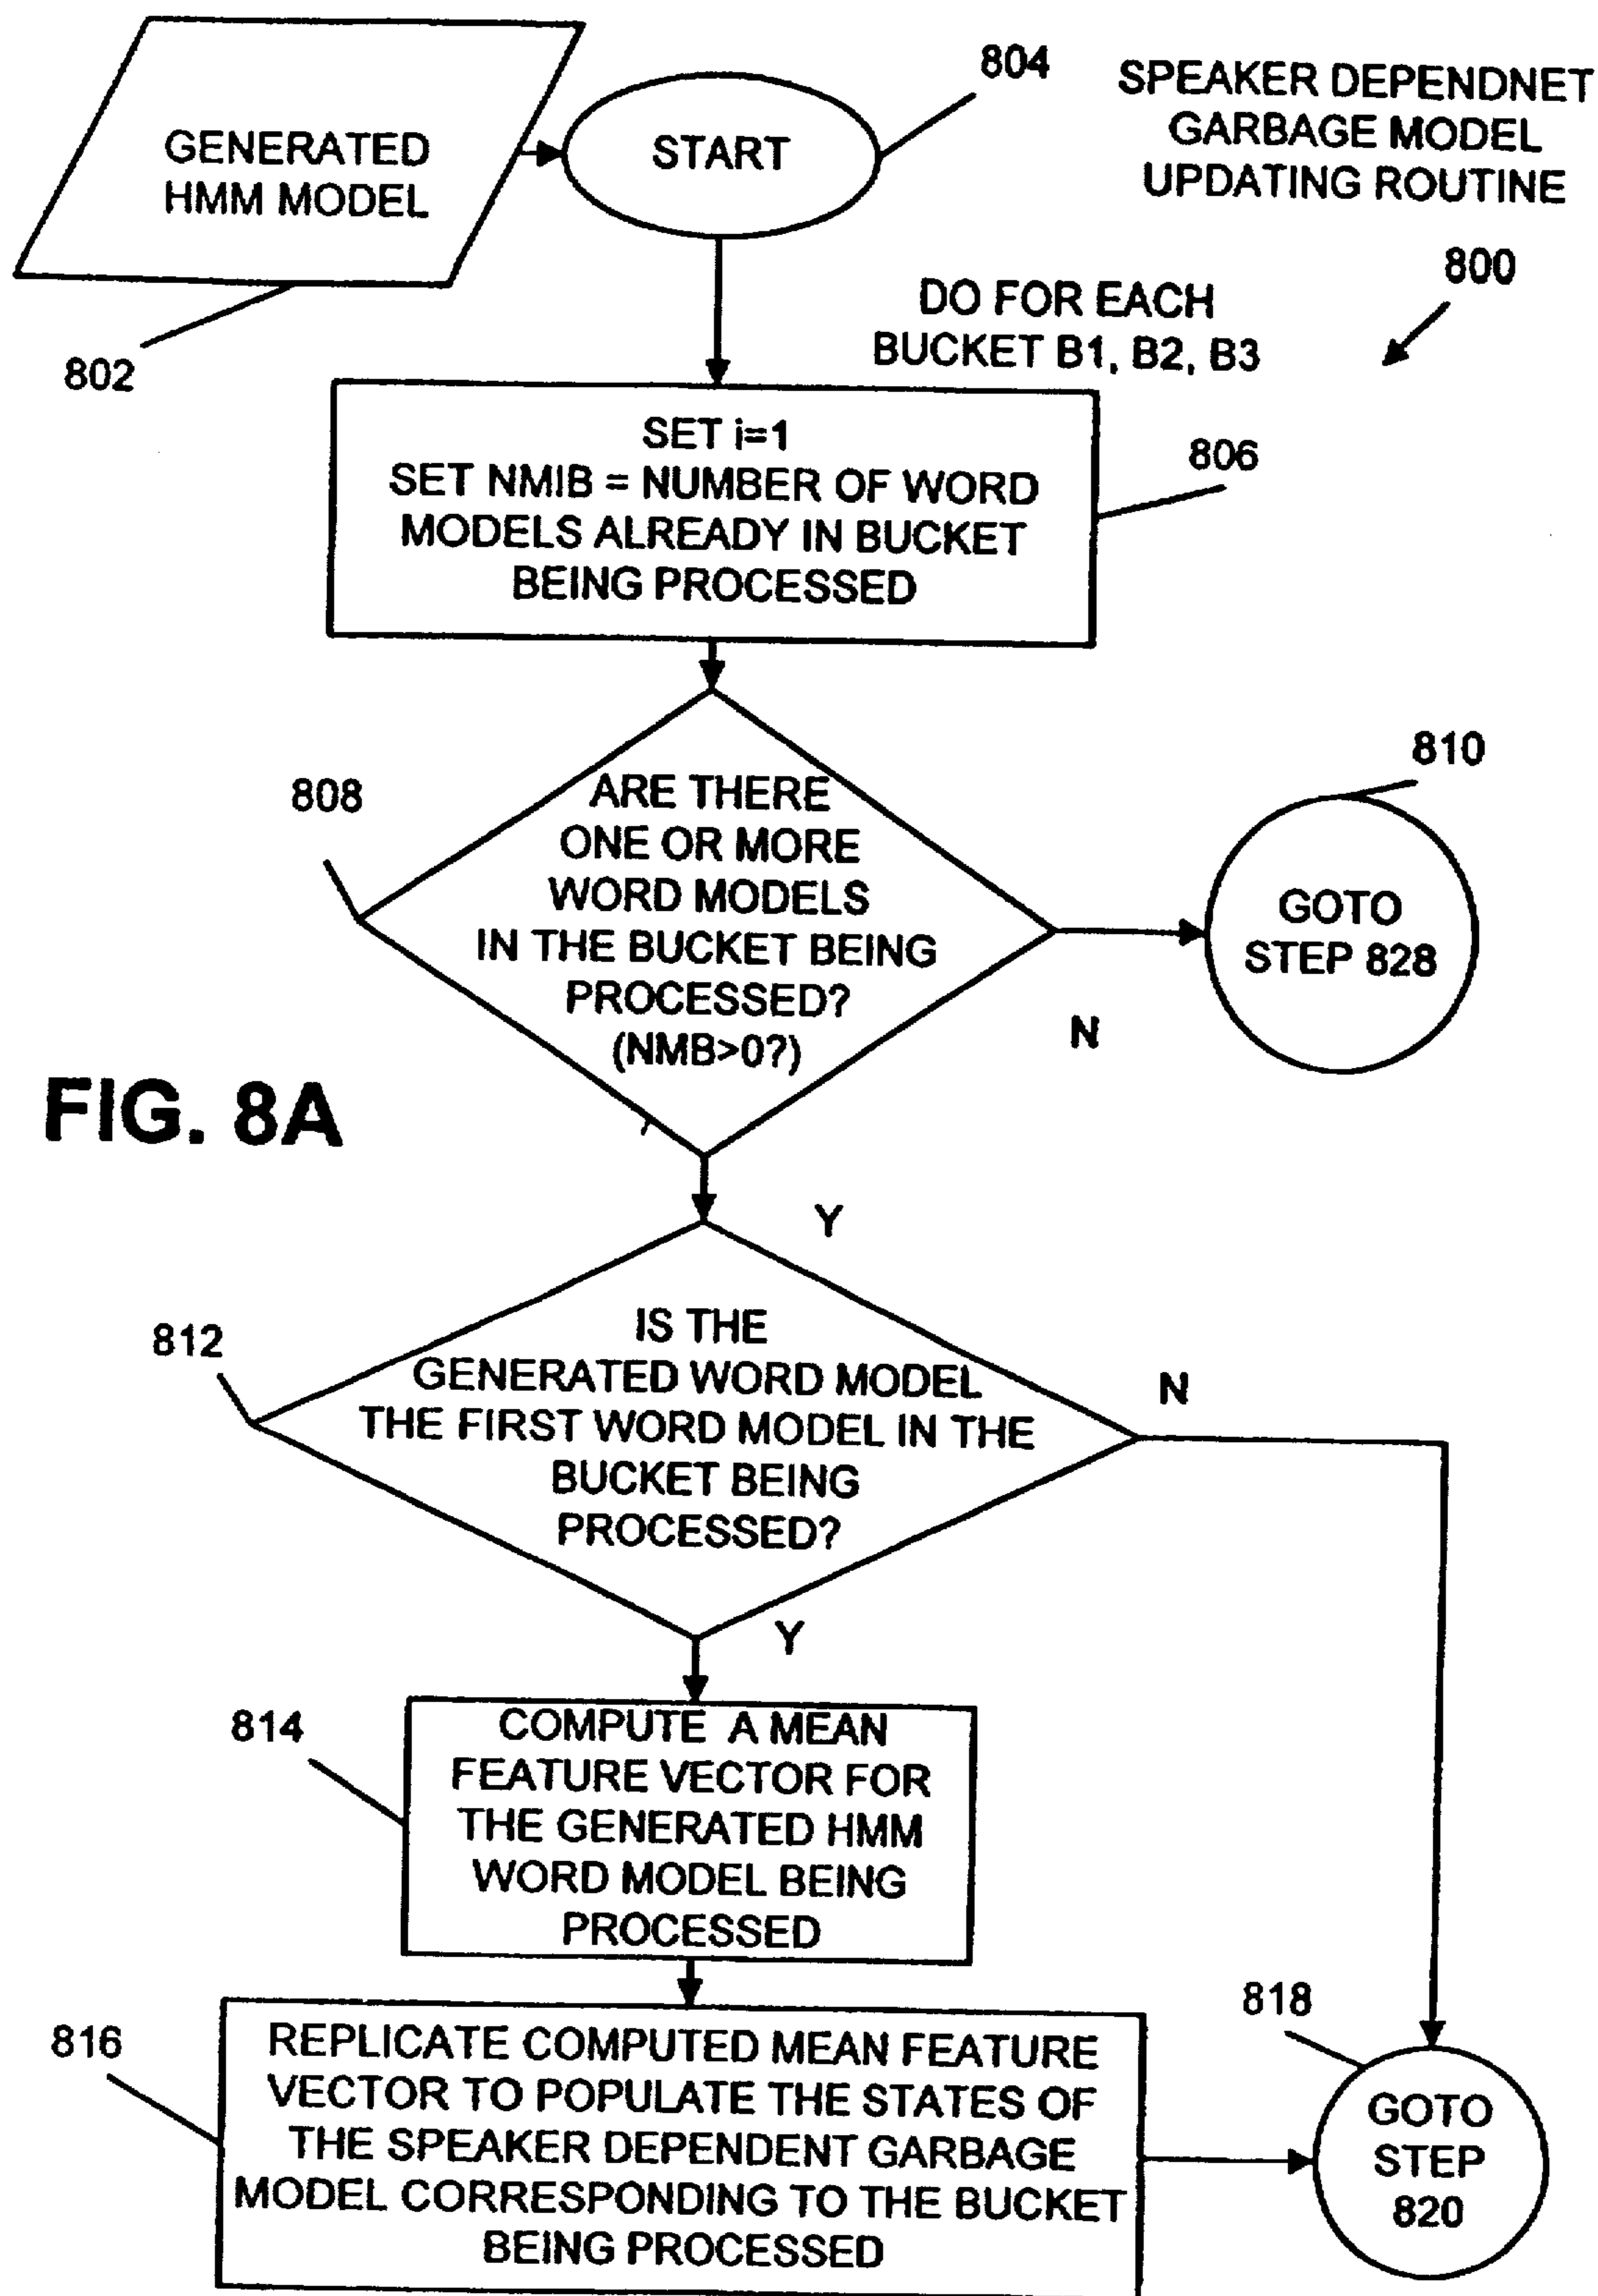 GENERATED
HMM MODEL
802
START
804
SPEAKER DEPENDNET
GARBAGE MODEL
UPDATING ROUTINE
800
DO FOR EACH
BUCKET B1, B2, B3
SET i=1
SET NMIB = NUMBER OF WORD
MODELS ALREADY IN BUCKET
BEING PROCESSED
806
808
ARE THERE
ONE OR MORE
WORD MODELS
IN THE BUCKET BEING
PROCESSED?
(NMB>0?)
N
810
GOTO
STEP 828
FIG. 8A
Y
812
IS THE
GENERATED WORD MODEL
THE FIRST WORD MODEL IN THE
BUCKET BEING
PROCESSED?
N
Y
814
COMPUTE A MEAN
FEATURE VECTOR FOR
THE GENERATED HMM
WORD MODEL BEING
PROCESSED
816
REPLICATE COMPUTED MEAN FEATURE
VECTOR TO POPULATE THE STATES OF
THE SPEAKER DEPENDENT GARBAGE
MODEL CORRESPONDING TO THE BUCKET
BEING PROCESSED
818
GOTO
STEP
820